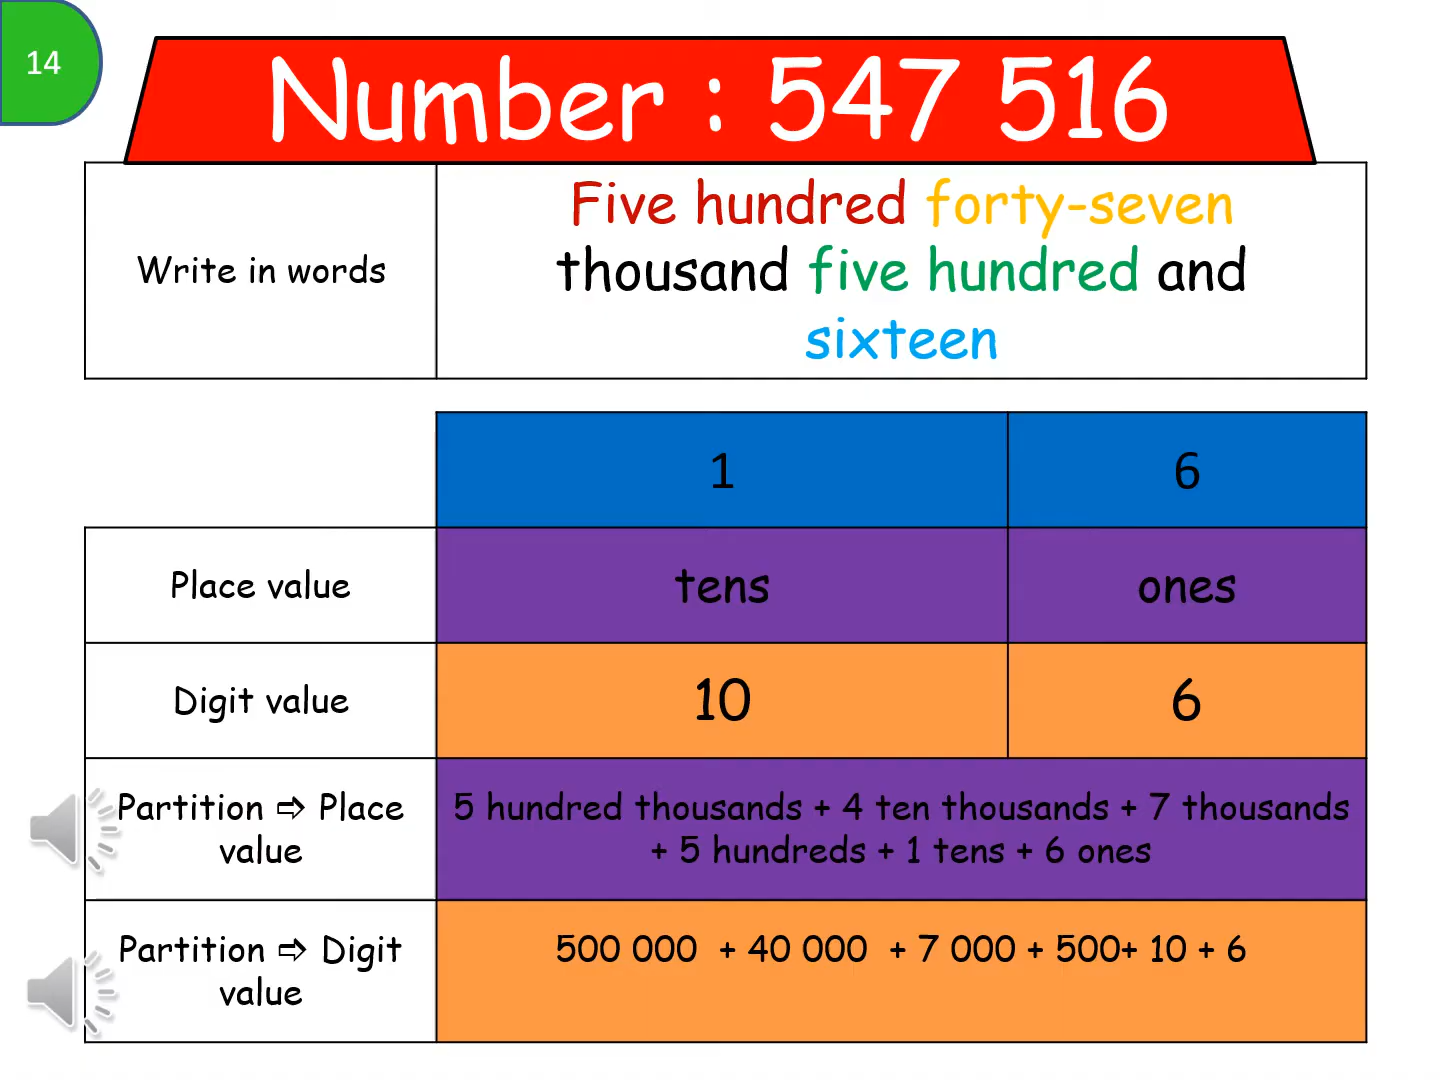 14
Number : 547 516
Write in words
Five hundred forty-seven
thousand five hundred and
sixteen
1 6
Place value tens ones
Digit value 10 6
Partition ⇨ Place
value
5 hundred thousands + 4 ten thousands + 7 thousands
+ 5 hundreds + 1 tens + 6 ones
Partition ⇨ Digit
value
500 000 + 40 000 + 7 000 + 500+ 10 + 6